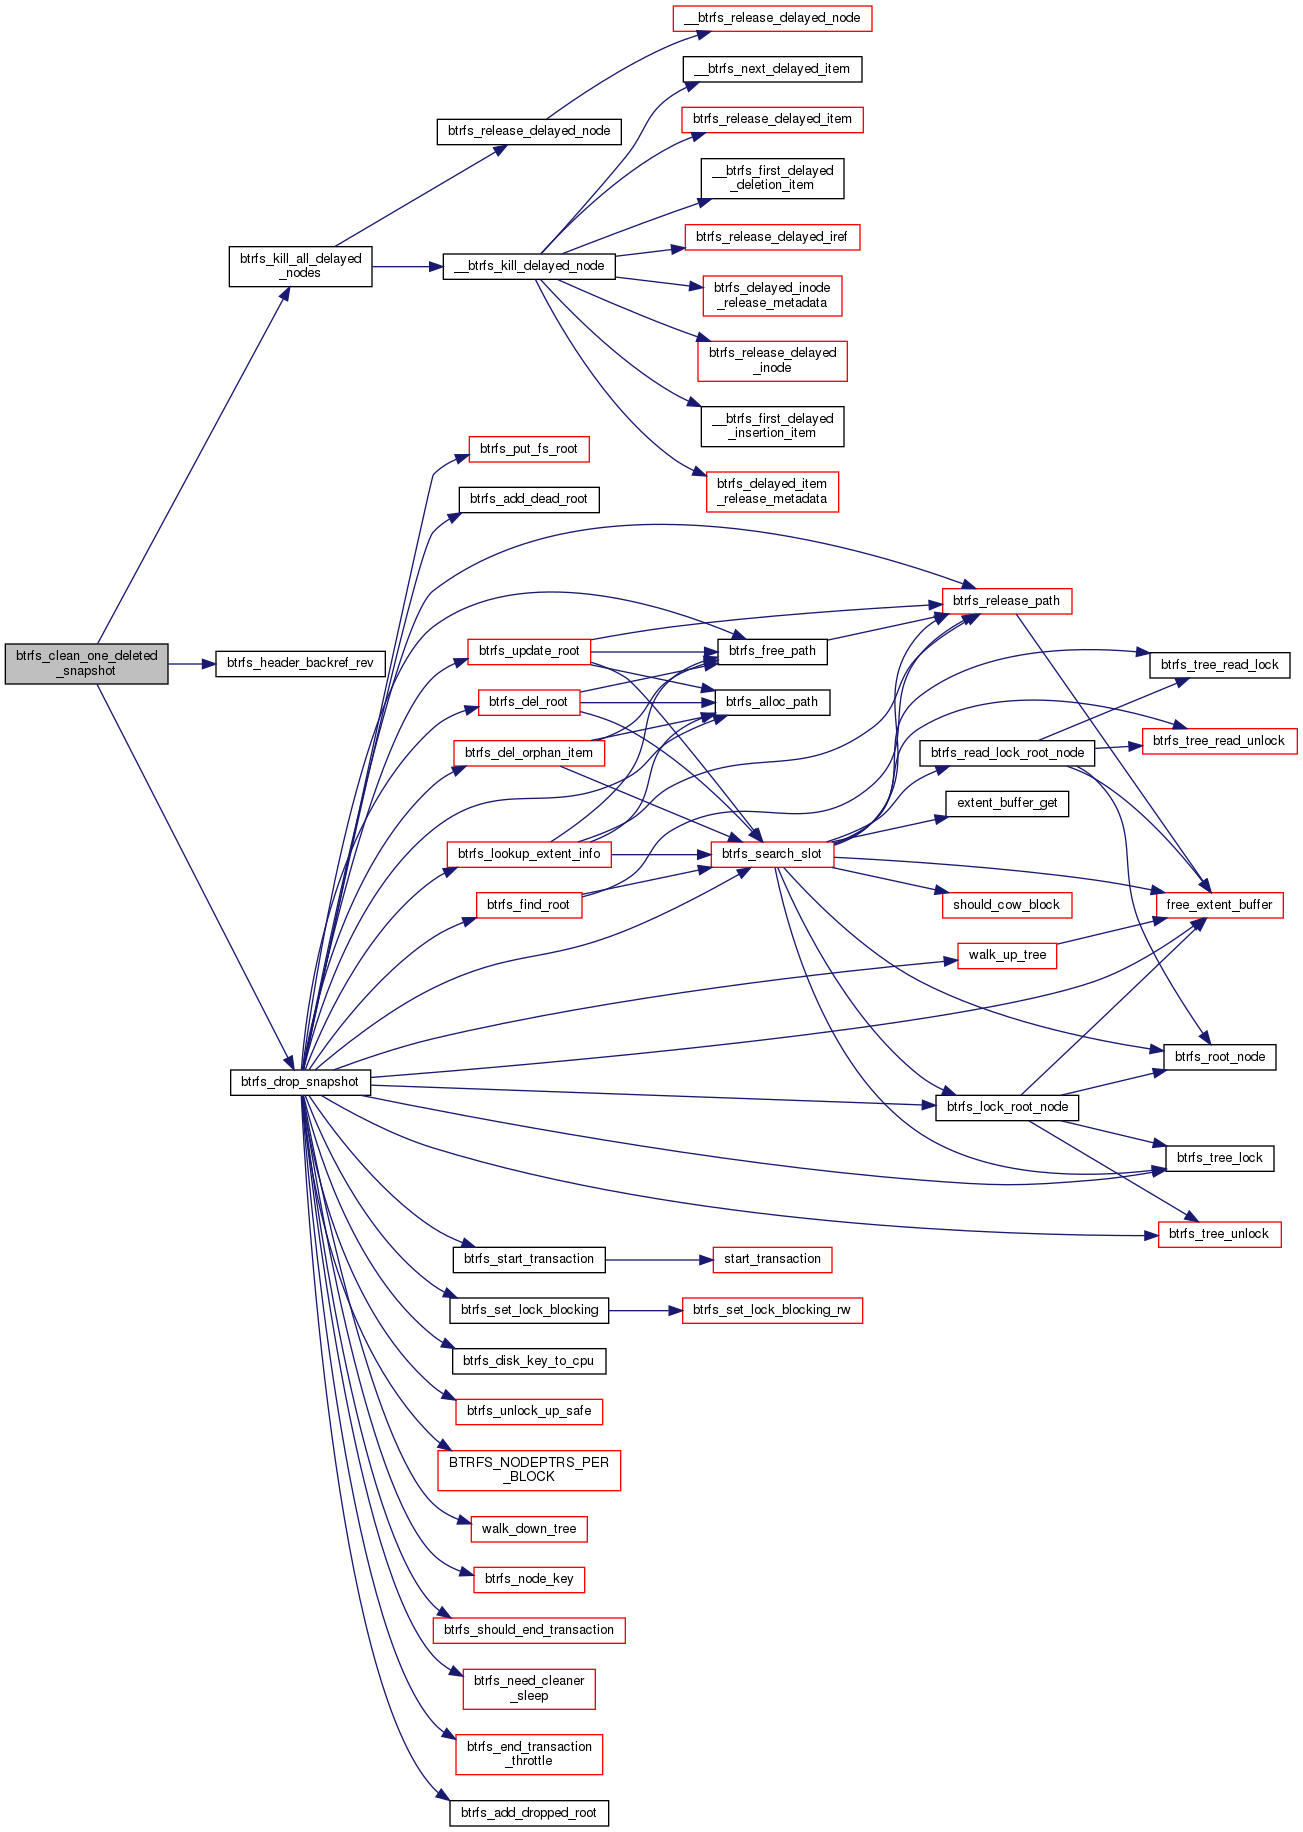 __btrfs_release_delayed_node
__btrfs_next_delayed_item
btrfs_release_delayed_item
btrfs_release_delayed_node
__btrfs_first_delayed
_deletion_item
btrfs_release_delayed_iref
btrfs_kill_all_delayed
_nodes
__btrfs_kill_delayed_node
btrfs_delayed_inode
_release_metadata
btrfs_release_delayed
_inode
__btrfs_first_delayed
_insertion_item
btrfs_put_fs_root
btrfs_delayed_item
_release_metadata
btrfs_add_dead_root
btrfs_release_path
btrfs_clean_one_deleted
_snapshot
btrfs_header_backref_rev
btrfs_update_root
btrfs_free_path
btrfs_tree_read_lock
btrfs_del_root
btrfs_alloc_path
btrfs_del_orphan_item
btrfs_read_lock_root_node
btrfs_tree_read_unlock
extent_buffer_get
btrfs_lookup_extent_info
btrfs_search_slot
btrfs_find_root
should_cow_block
free_extent_buffer
walk_up_tree
btrfs_root_node
btrfs_drop_snapshot
btrfs_lock_root_node
btrfs_tree_lock
btrfs_tree_unlock
btrfs_start_transaction
start_transaction
btrfs_set_lock_blocking
btrfs_set_lock_blocking_rw
btrfs_disk_key_to_cpu
btrfs_unlock_up_safe
BTRFS_NODEPTRS_PER
_BLOCK
walk_down_tree
btrfs_node_key
btrfs_should_end_transaction
btrfs_need_cleaner
_sleep
btrfs_end_transaction
_throttle
btrfs_add_dropped_root